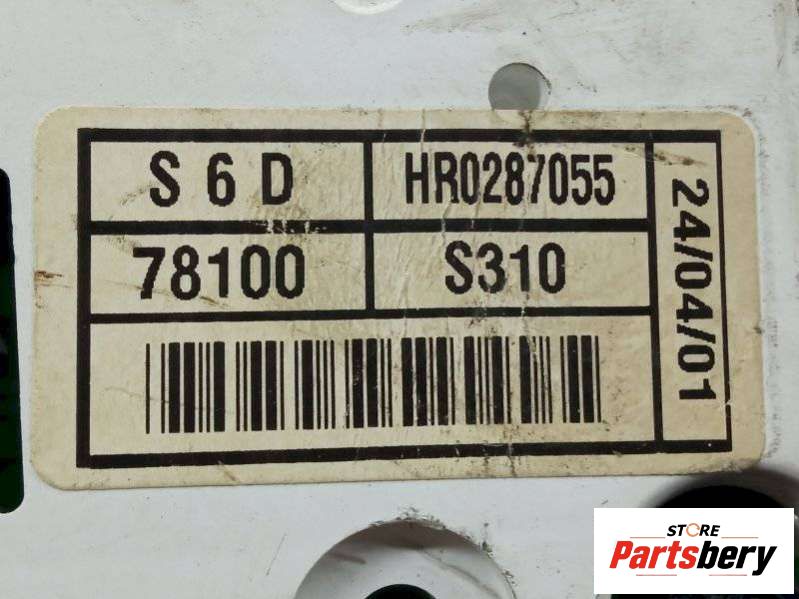 S 6 D
HR0287055
78100
S310
24/04/01
STORE
Partsbery